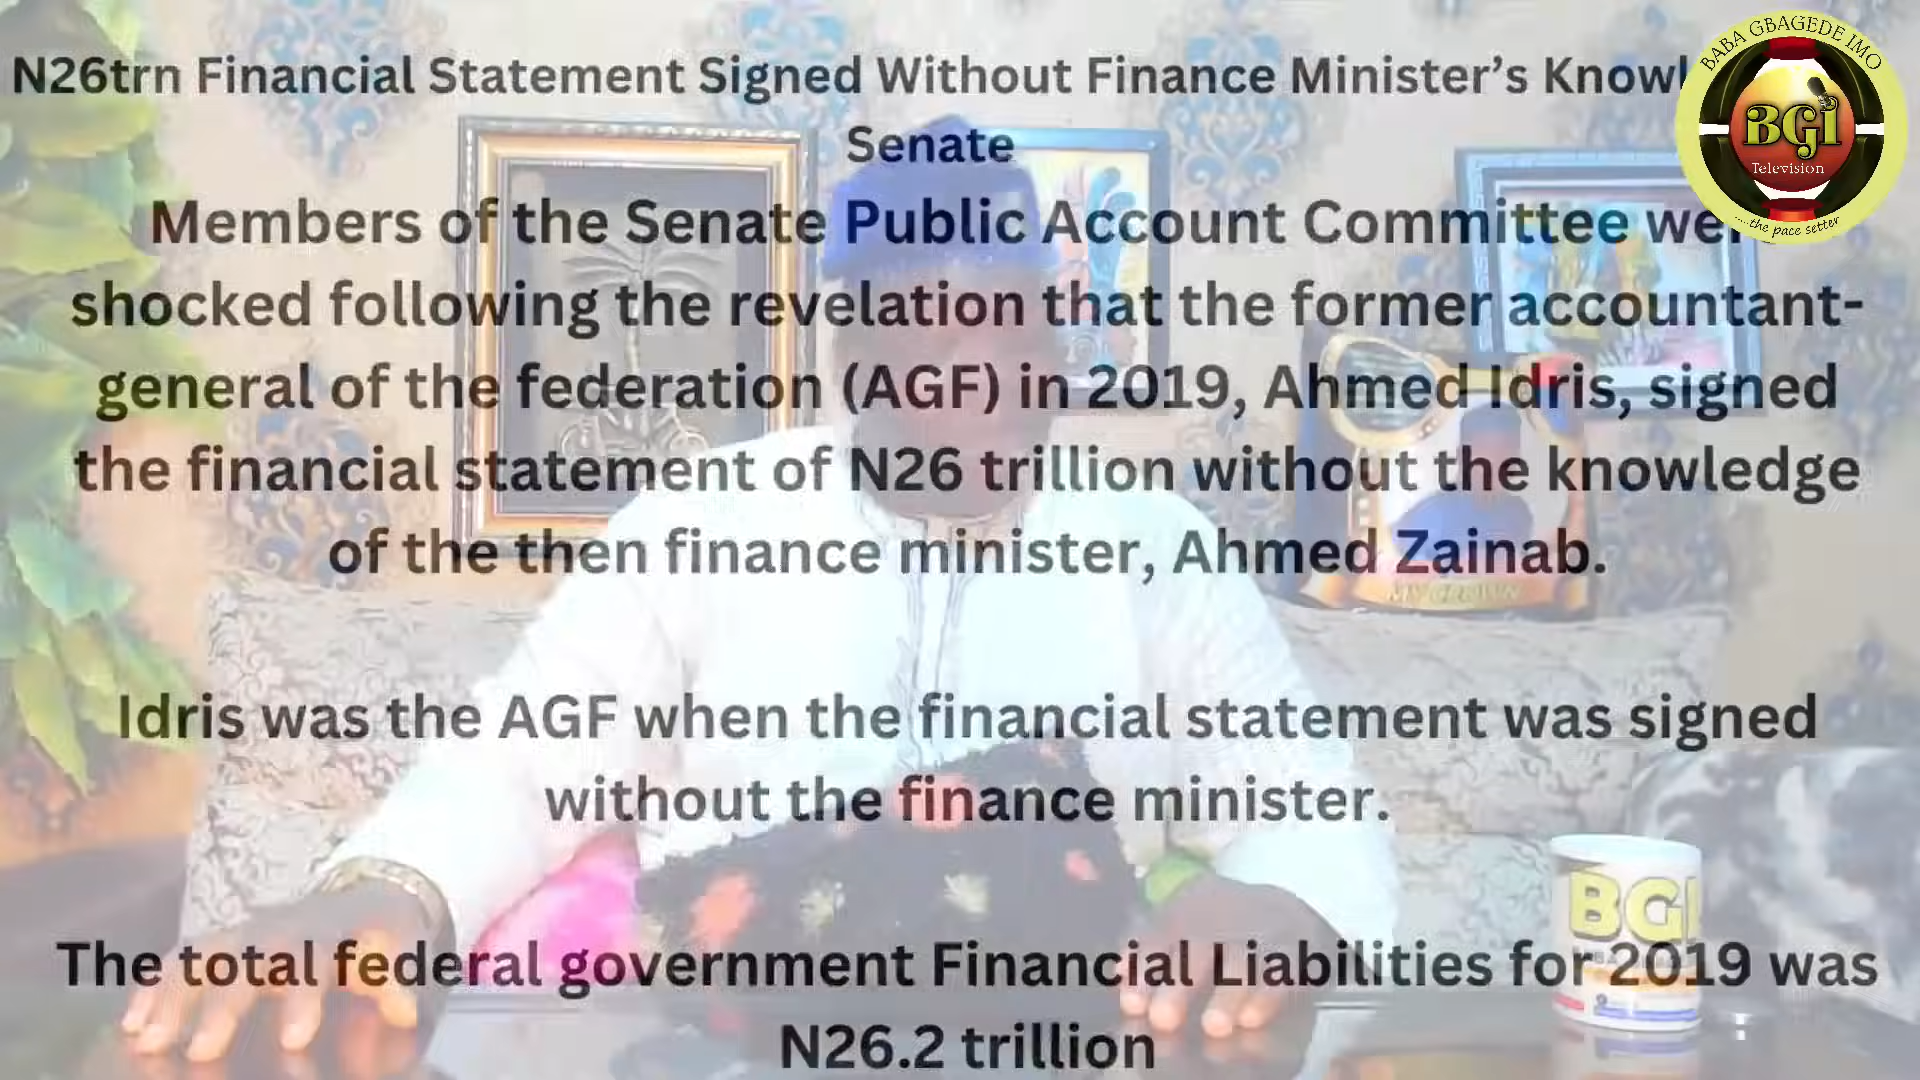 N26trn Financial Statement Signed Without Finance Minister’s
Senate
Members of the Senate Public Account Committee
shocked following the revelation that the former accountant-
general of the federation (AGF) in 2019, Ahmed Idris, signed
the financial statement of N26 trillion without the knowledge
of the then finance minister, Ahmed Zainab.
Idris was the AGF when the financial statement was signed
without the finance minister.
The total federal government Financial Liabilities for 2019 was
N26.2 trillion
BABA GBAGEDE IMO
BGI
Television
.....the pace setter
MY CROWN
BGI